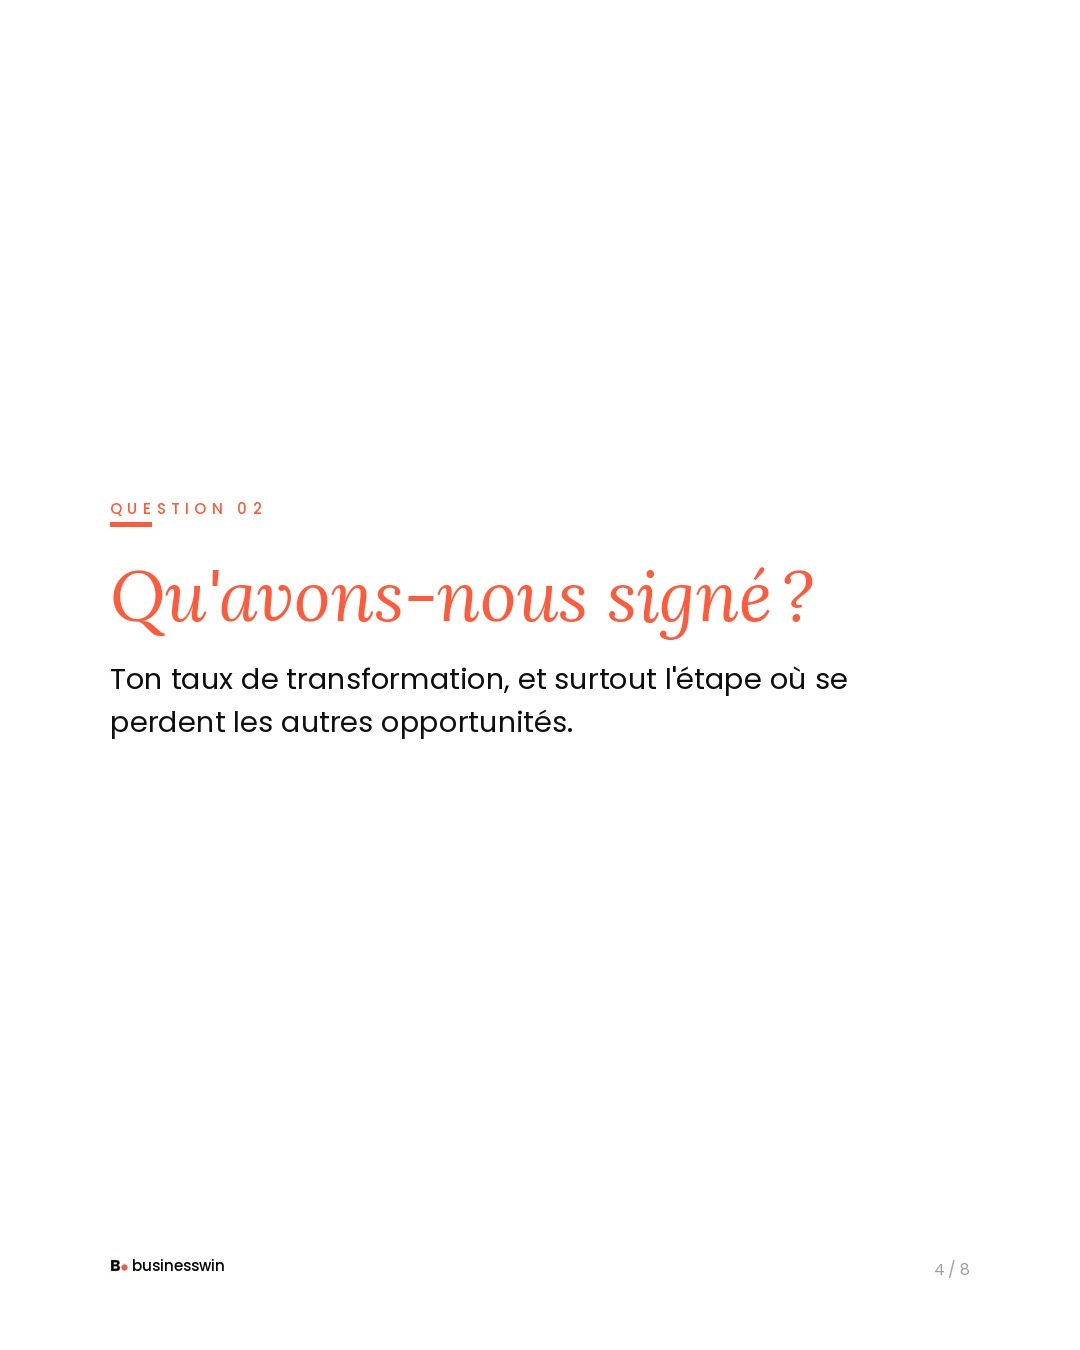 QUESTION 02
Qu'avons-nous signé ?
Ton taux de transformation, et surtout l'étape où se
perdent les autres opportunités.
B. businesswin
4 / 8